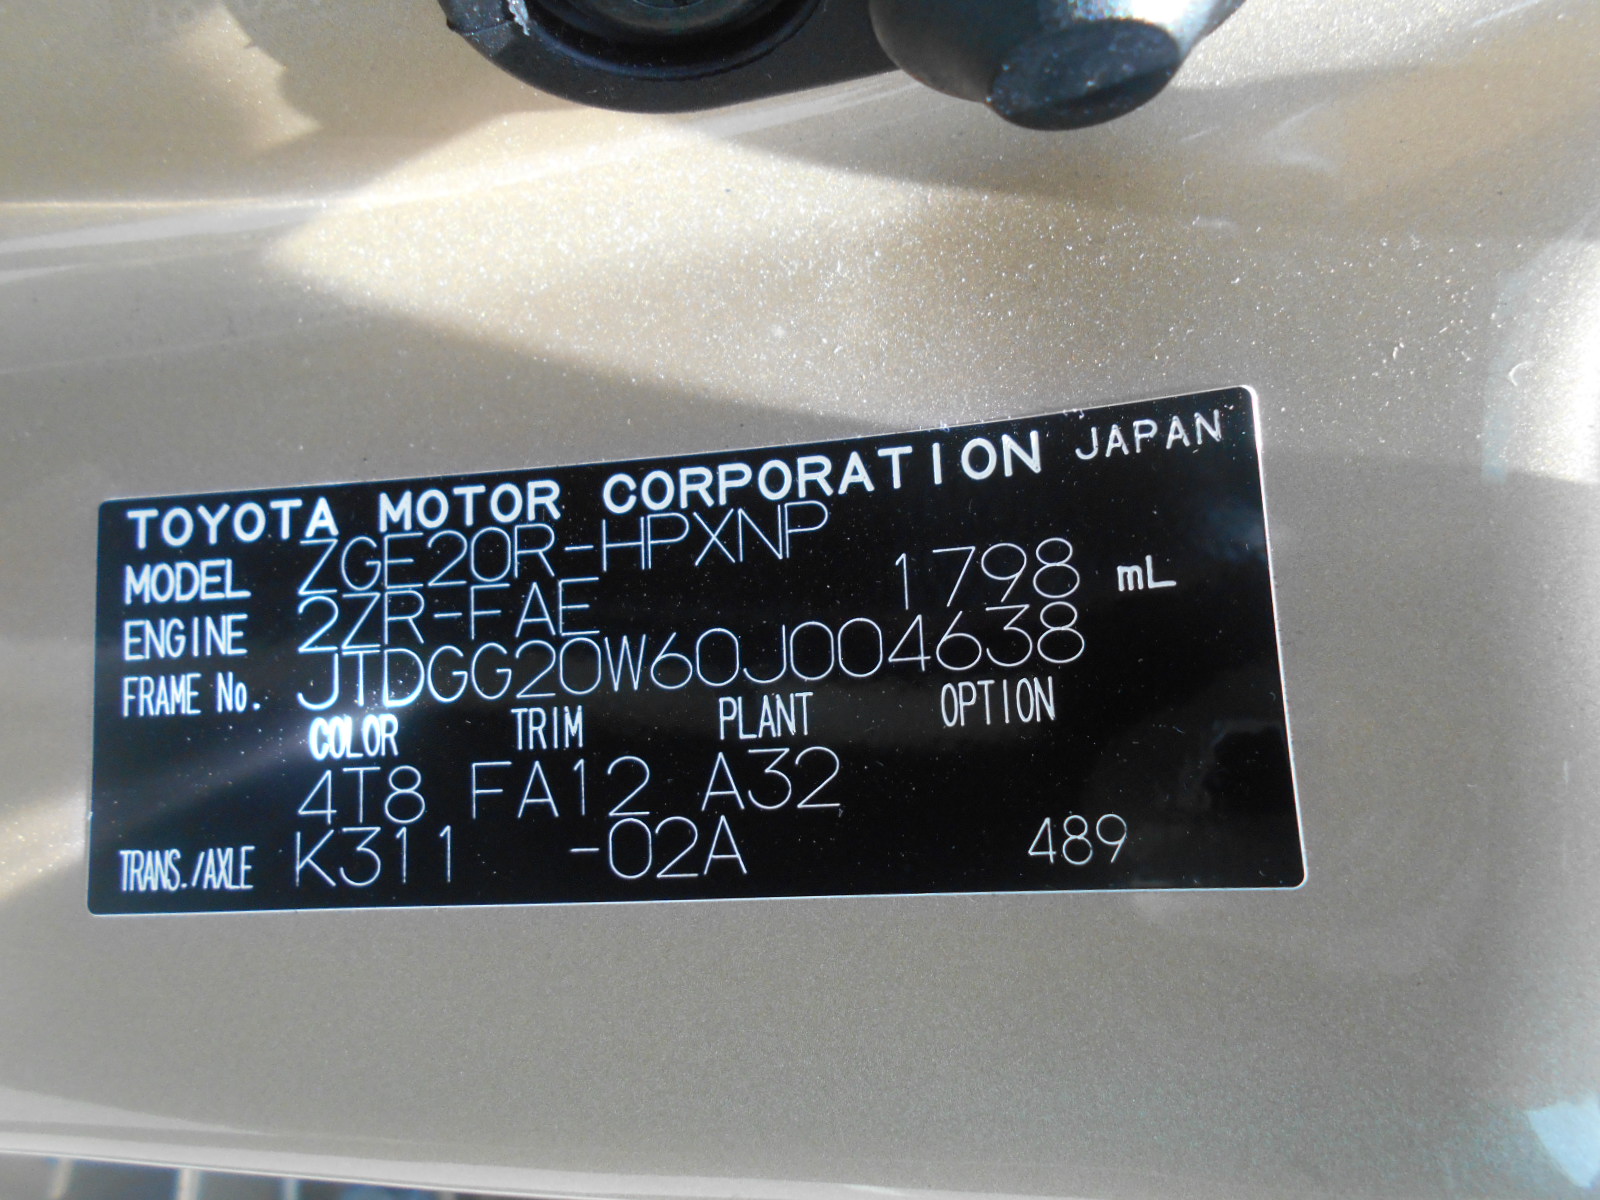 TOYOTA MOTOR CORPORATION JAPAN
MODEL ZGE20R-HPXNP
ENGINE 2ZR-FAE 1798 mL
FRAME No. JTDGG20W60J004638
COLOR TRIM PLANT OPTION
4T8 FA12 A32
TRANS./AXLE K311 -02A 489